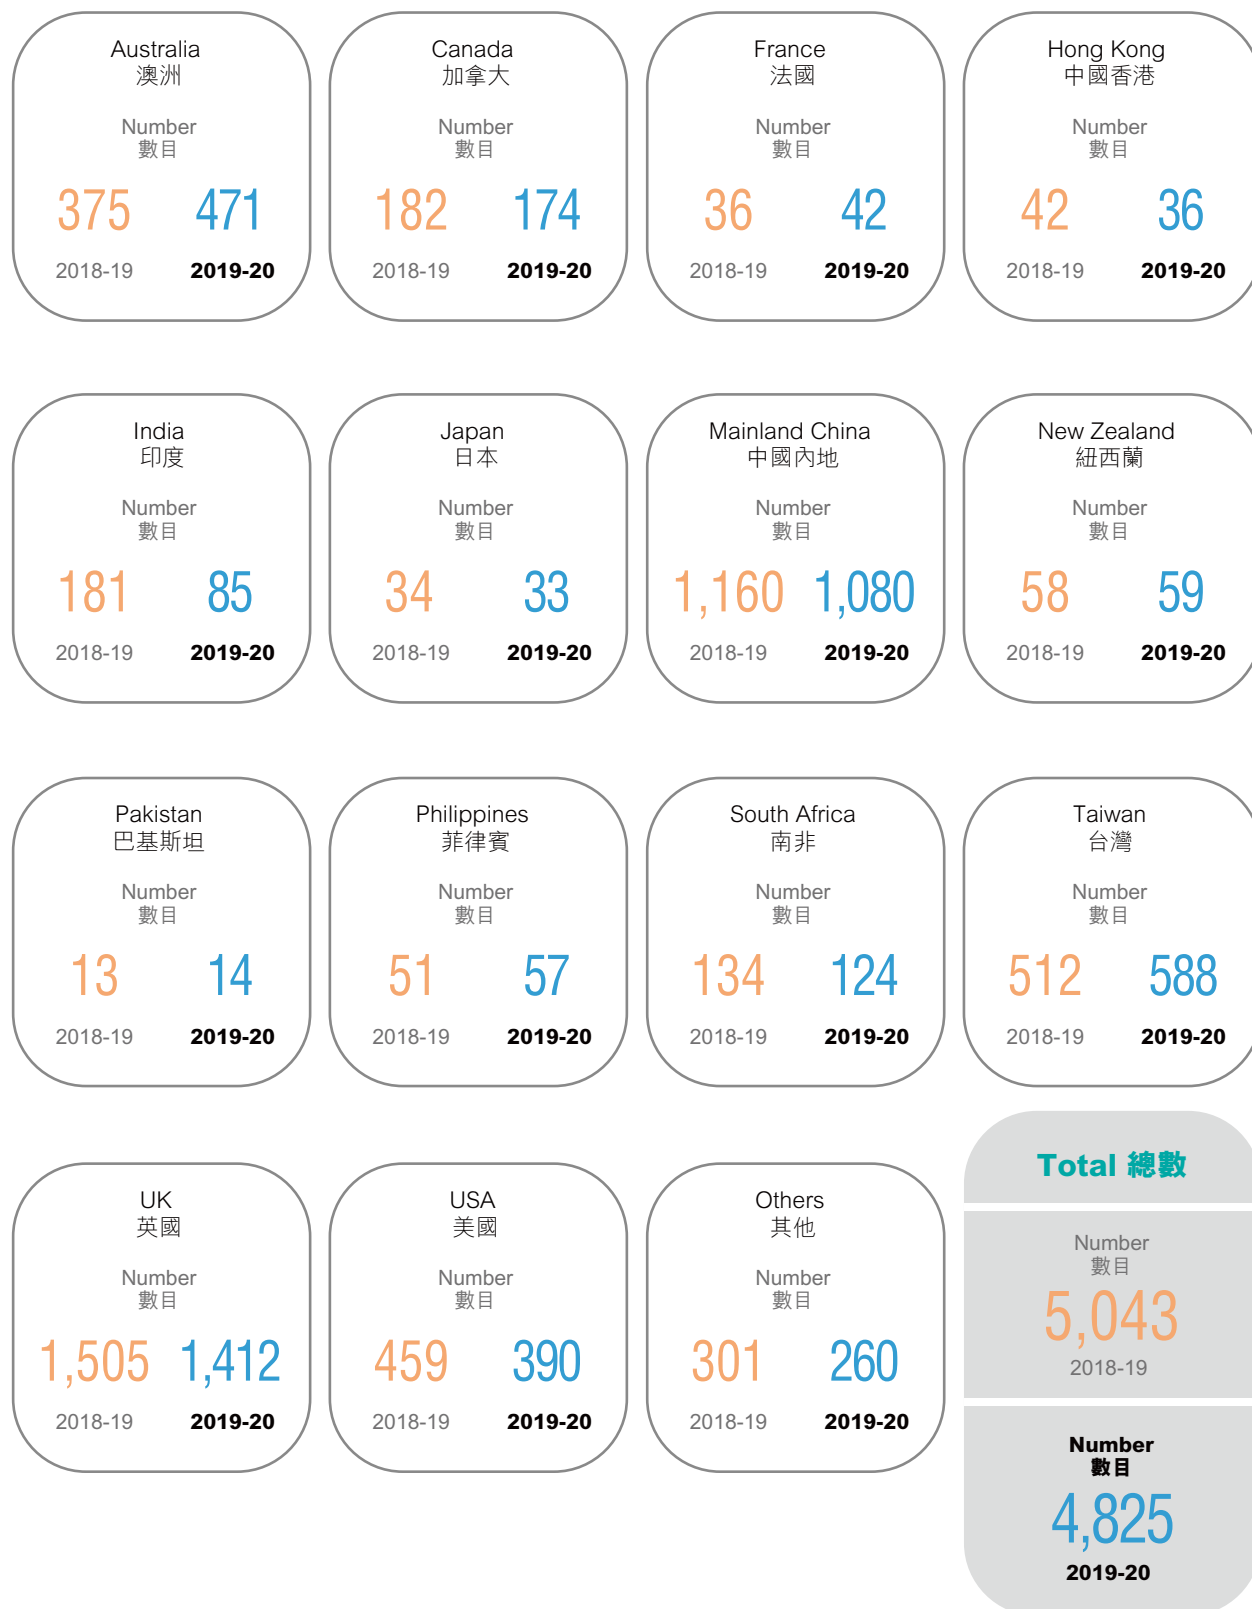 Australia
澳洲
Number
數目
375 471
2018-19 2019-20
Canada
加拿大
Number
數目
182 174
2018-19 2019-20
France
法國
Number
數目
36 42
2018-19 2019-20
Hong Kong
中國香港
Number
數目
42 36
2018-19 2019-20
India
印度
Number
數目
181 85
2018-19 2019-20
Japan
日本
Number
數目
34 33
2018-19 2019-20
Mainland China
中國內地
Number
數目
1,160 1,080
2018-19 2019-20
New Zealand
紐西蘭
Number
數目
58 59
2018-19 2019-20
Pakistan
巴基斯坦
Number
數目
13 14
2018-19 2019-20
Philippines
菲律賓
Number
數目
51 57
2018-19 2019-20
South Africa
南非
Number
數目
134 124
2018-19 2019-20
Taiwan
台灣
Number
數目
512 588
2018-19 2019-20
UK
英國
Number
數目
1,505 1,412
2018-19 2019-20
USA
美國
Number
數目
459 390
2018-19 2019-20
Others
其他
Number
數目
301 260
2018-19 2019-20
Total 總數
Number
數目
5,043
2018-19
Number
數目
4,825
2019-20